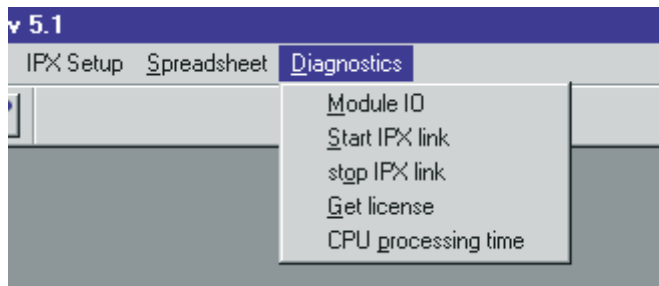 v 5.1
IPX Setup Spreadsheet Diagnostics
Module IO
Start IPX link
stop IPX link
Get license
CPU processing time